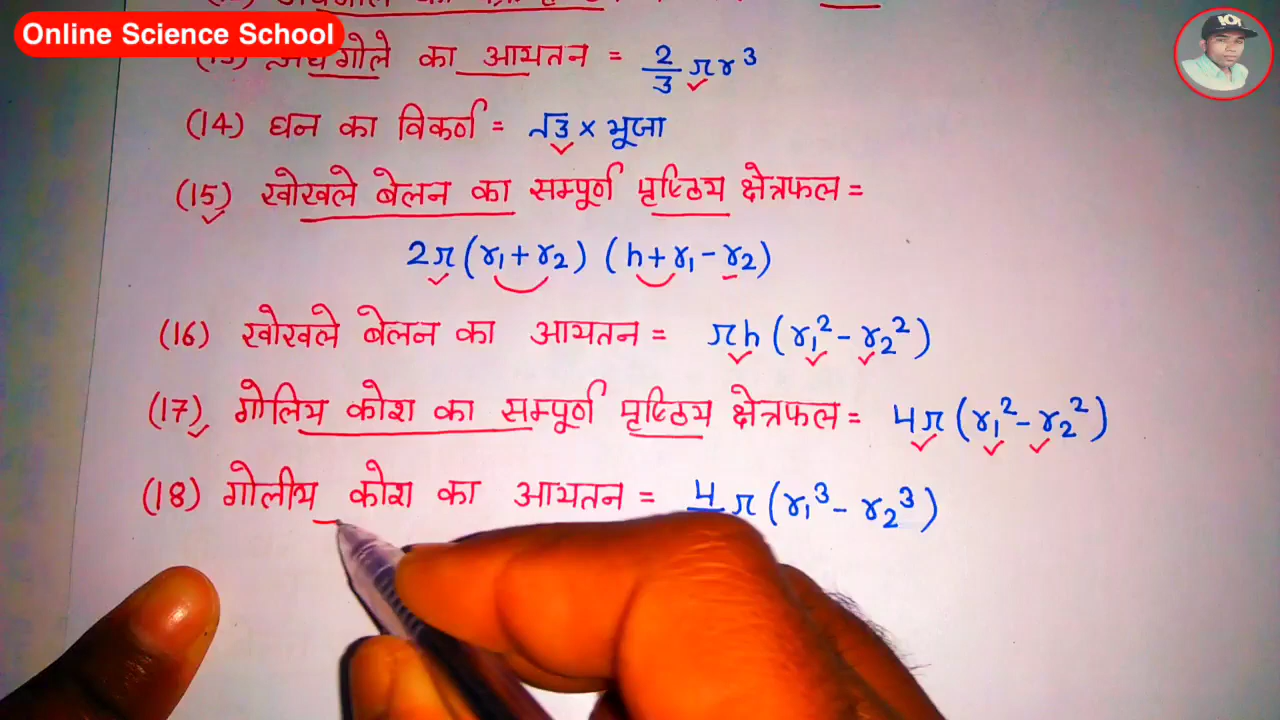 Online Science School
का आयतन = 2/3 πr³
(14) घन का विकर्ण = √3 × भूजा
(15) खोखले बेलन का सम्पूर्ण पृष्ठिय क्षेत्रफल =
2π(r₁+r₂) (h+r₁-r₂)
(16) खोखले बेलन का आयतन = πh(r₁²-r₂²)
(17) गोलिय कोश का सम्पूर्ण पृष्ठिय क्षेत्रफल = 4π(r₁²-r₂²)
(18) गोलीय कोश का आयतन = 4 π(r₁³-r₂³)